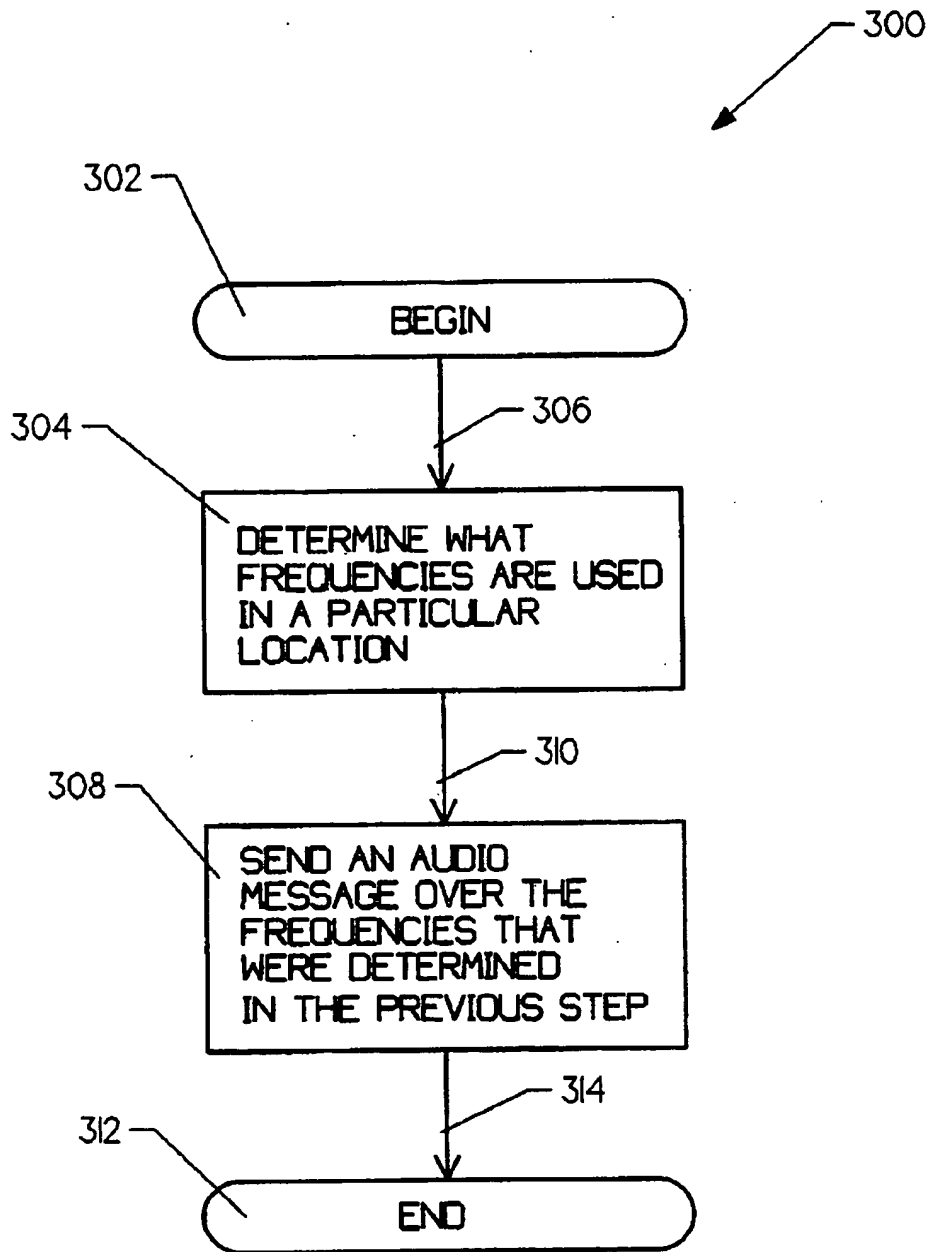 300
302
BEGIN
306
304
DETERMINE WHAT
FREQUENCIES ARE USED
IN A PARTICULAR
LOCATION
310
308
SEND AN AUDIO
MESSAGE OVER THE
FREQUENCIES THAT
WERE DETERMINED
IN THE PREVIOUS STEP
314
312
END